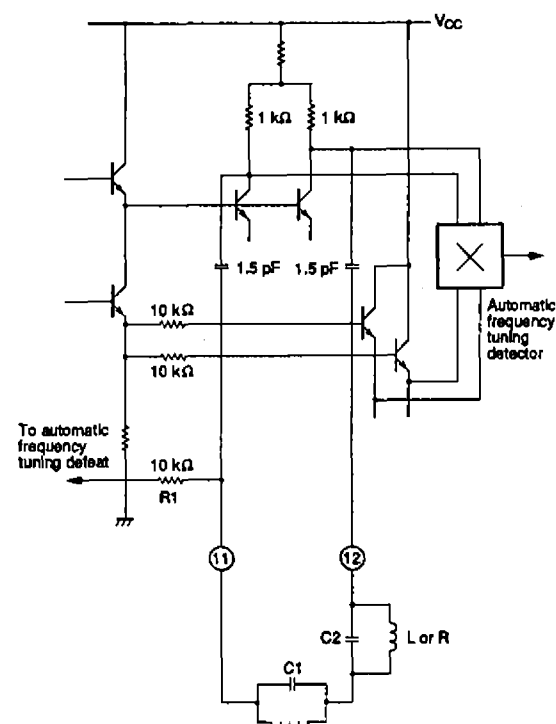 VCC
1 kΩ
1 kΩ
1.5 pF
1.5 pF
10 kΩ
10 kΩ
Automatic
frequency
tuning
detector
To automatic
frequency
tuning defeat
10 kΩ
R1
11
12
C2
L or R
C1